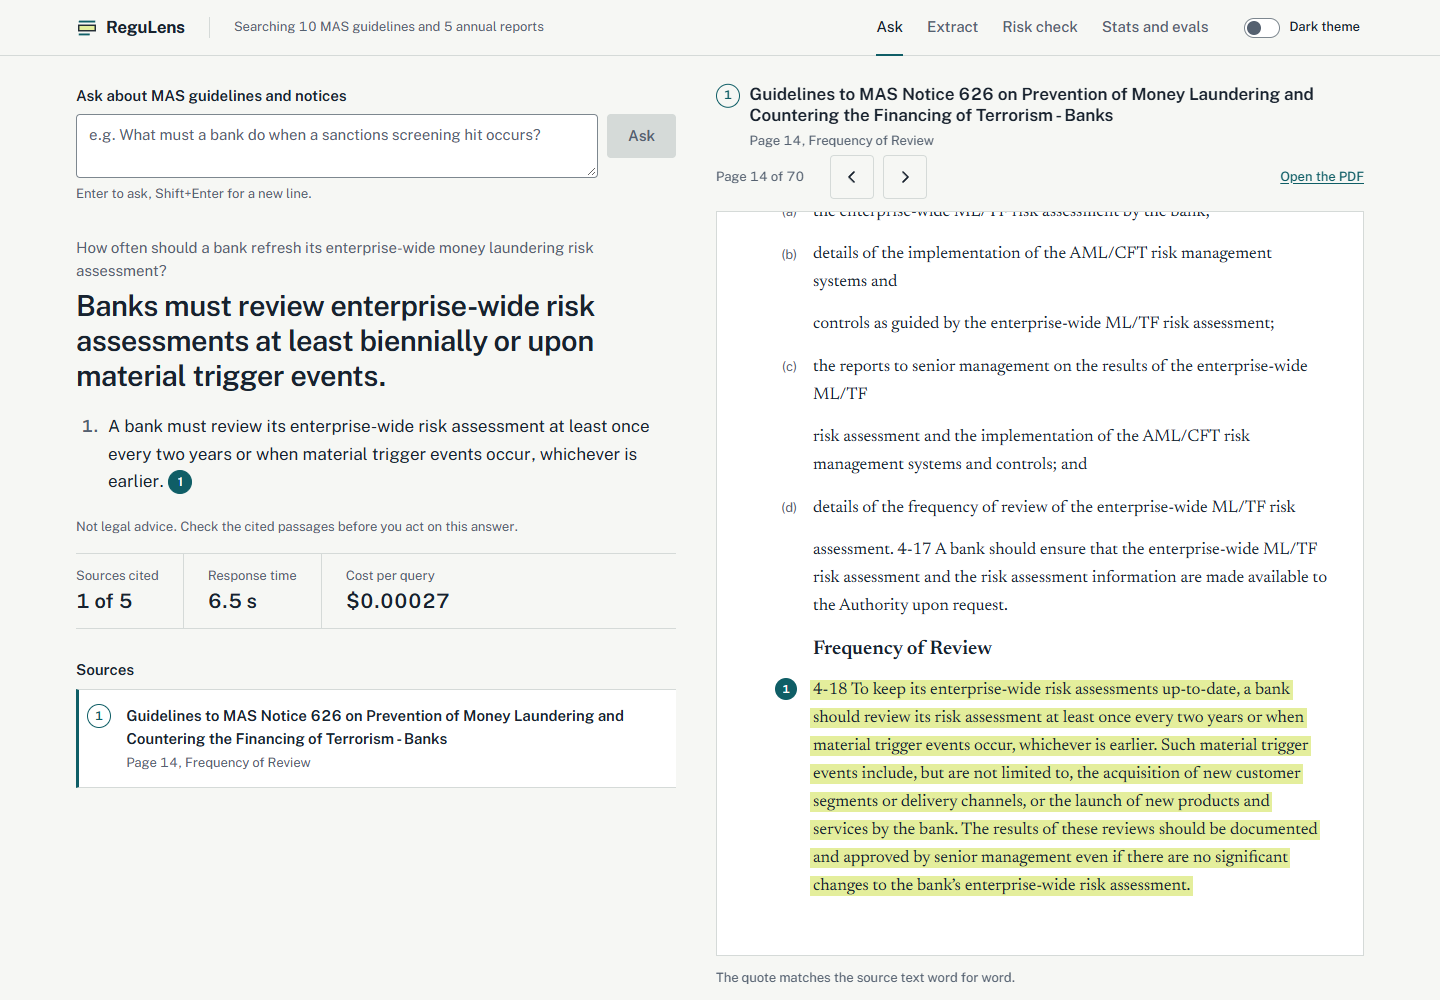 ReguLens
Searching 10 MAS guidelines and 5 annual reports
Ask
Extract
Risk check
Stats and evals
Dark theme
Ask about MAS guidelines and notices
e.g. What must a bank do when a sanctions screening hit occurs?
Ask
Enter to ask, Shift+Enter for a new line.
How often should a bank refresh its enterprise-wide money laundering risk
assessment?
Banks must review enterprise-wide risk
assessments at least biennially or upon
material trigger events.
1. A bank must review its enterprise-wide risk assessment at least once
every two years or when material trigger events occur, whichever is
earlier. 1
Not legal advice. Check the cited passages before you act on this answer.
Sources cited
1 of 5
Response time
6.5 s
Cost per query
$0.00027
Sources
1
Guidelines to MAS Notice 626 on Prevention of Money Laundering and
Countering the Financing of Terrorism - Banks
Page 14, Frequency of Review
1
Guidelines to MAS Notice 626 on Prevention of Money Laundering and
Countering the Financing of Terrorism - Banks
Page 14, Frequency of Review
Page 14 of 70
Open the PDF
(a) the enterprise-wide ML/TF risk assessment by the bank;
(b) details of the implementation of the AML/CFT risk management
systems and
controls as guided by the enterprise-wide ML/TF risk assessment;
(c) the reports to senior management on the results of the enterprise-wide
ML/TF
risk assessment and the implementation of the AML/CFT risk
management systems and controls; and
(d) details of the frequency of review of the enterprise-wide ML/TF risk
assessment. 4-17 A bank should ensure that the enterprise-wide ML/TF
risk assessment and the risk assessment information are made available to
the Authority upon request.
Frequency of Review
1
4-18 To keep its enterprise-wide risk assessments up-to-date, a bank
should review its risk assessment at least once every two years or when
material trigger events occur, whichever is earlier. Such material trigger
events include, but are not limited to, the acquisition of new customer
segments or delivery channels, or the launch of new products and
services by the bank. The results of these reviews should be documented
and approved by senior management even if there are no significant
changes to the bank’s enterprise-wide risk assessment.
The quote matches the source text word for word.